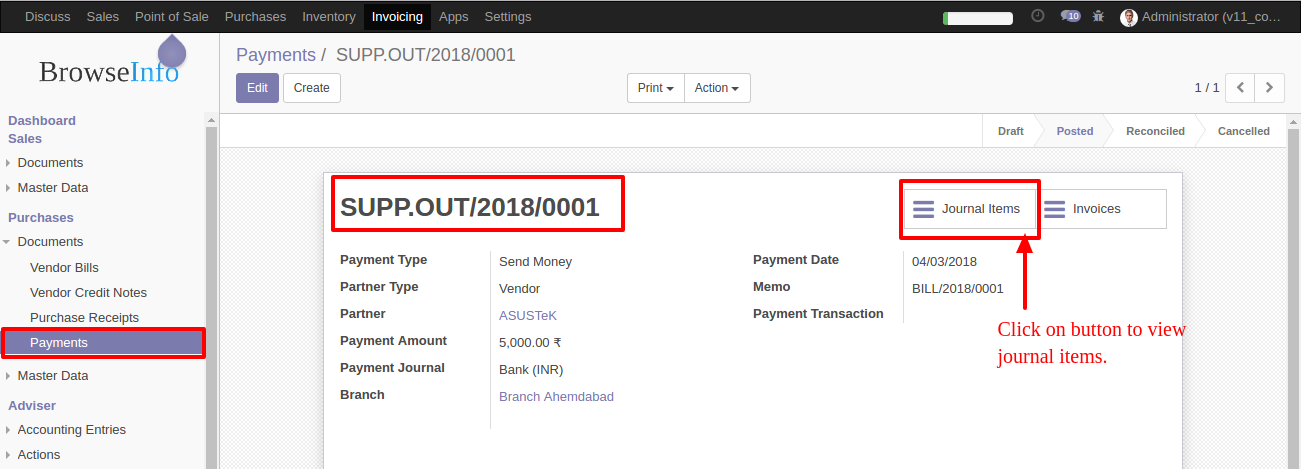 Discuss Sales Point of Sale Purchases Inventory Invoicing Apps Settings 10 Administrator (v11_co...
BrowseInfo
Payments / SUPP.OUT/2018/0001
Edit Create Print Action 1 / 1
Dashboard
Sales
Documents
Master Data
Purchases
Documents
Vendor Bills
Vendor Credit Notes
Purchase Receipts
Payments
Master Data
Adviser
Accounting Entries
Actions
Draft Posted Reconciled Cancelled
SUPP.OUT/2018/0001
Journal Items Invoices
Payment Type Send Money
Partner Type Vendor
Partner ASUSTeK
Payment Amount 5,000.00 ₹
Payment Journal Bank (INR)
Branch Branch Ahemdabad
Payment Date 04/03/2018
Memo BILL/2018/0001
Payment Transaction
Click on button to view
journal items.